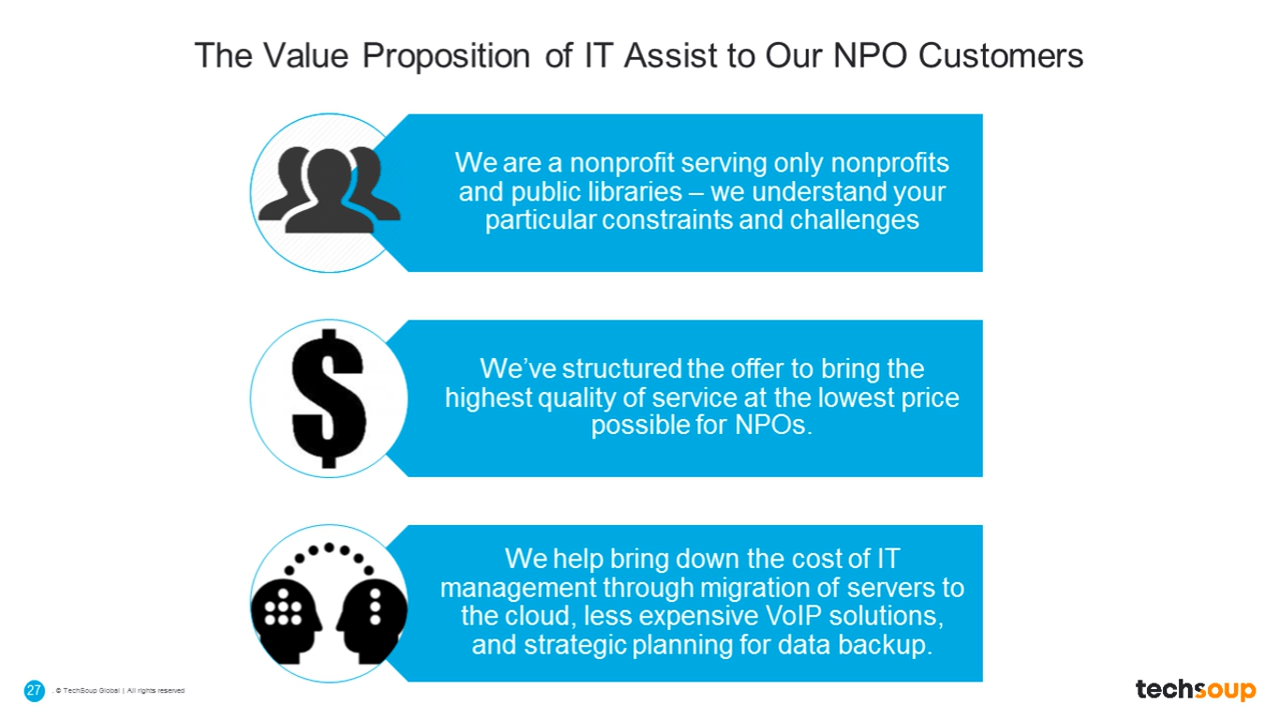 The Value Proposition of IT Assist to Our NPO Customers
We are a nonprofit serving only nonprofits
and public libraries – we understand your
particular constraints and challenges
We’ve structured the offer to bring the
highest quality of service at the lowest price
possible for NPOs.
We help bring down the cost of IT
management through migration of servers to
the cloud, less expensive VoIP solutions,
and strategic planning for data backup.
27
. © TechSoup Global | All rights reserved
techsoup